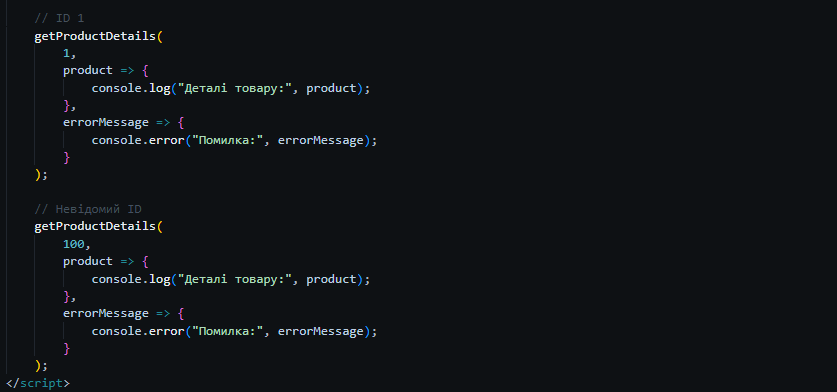 // ID 1
getProductDetails(
    1,
    product => {
        console.log("Деталі товару:", product);
    },
    errorMessage => {
        console.error("Помилка:", errorMessage);
    }
);

// Невідомий ID
getProductDetails(
    100,
    product => {
        console.log("Деталі товару:", product);
    },
    errorMessage => {
        console.error("Помилка:", errorMessage);
    }
);
</script>